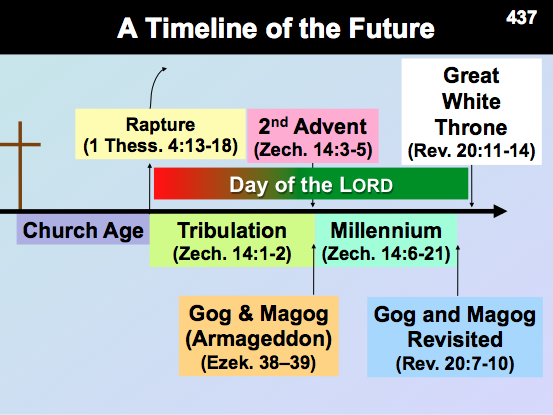 A Timeline of the Future
437
Great
White
Throne
(Rev. 20:11-14)
Rapture
(1 Thess. 4:13-18)
2nd Advent
(Zech. 14:3-5)
Day of the LORD
Church Age
Tribulation
(Zech. 14:1-2)
Millennium
(Zech. 14:6-21)
Gog & Magog
(Armageddon)
(Ezek. 38–39)
Gog and Magog
Revisited
(Rev. 20:7-10)